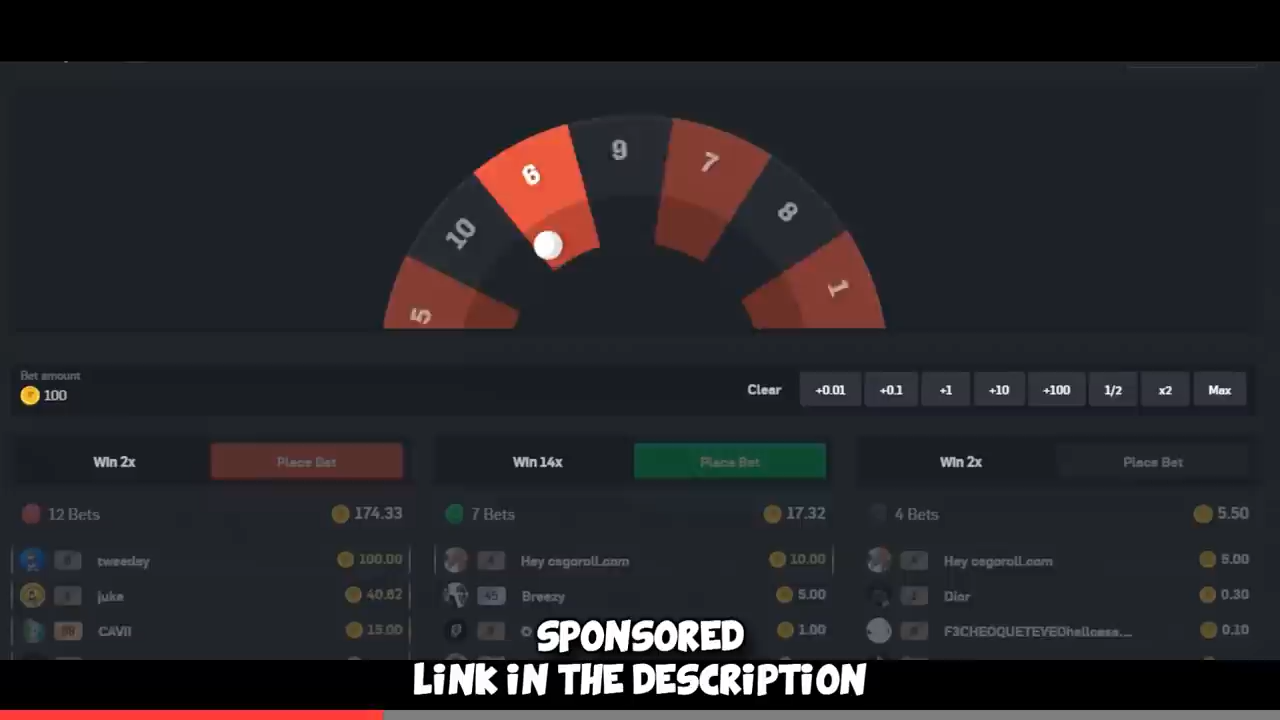 9
6
7
10
8
5
1
Bet amount
100
Clear
+0.01
+0.1
+1
+10
+100
1/2
x2
Max
Win 2x
Place Bet
Win 14x
Place Bet
Win 2x
Place Bet
12 Bets
174.33
7 Bets
17.32
4 Bets
5.50
tweedley
100.00
Hey csgoroll.com
10.00
Hey csgoroll.com
5.00
juke
40.62
45
Breezy
5.00
Dior
0.30
CAVII
15.00
1.00
0.10
SPONSORED
LINK IN THE DESCRIPTION